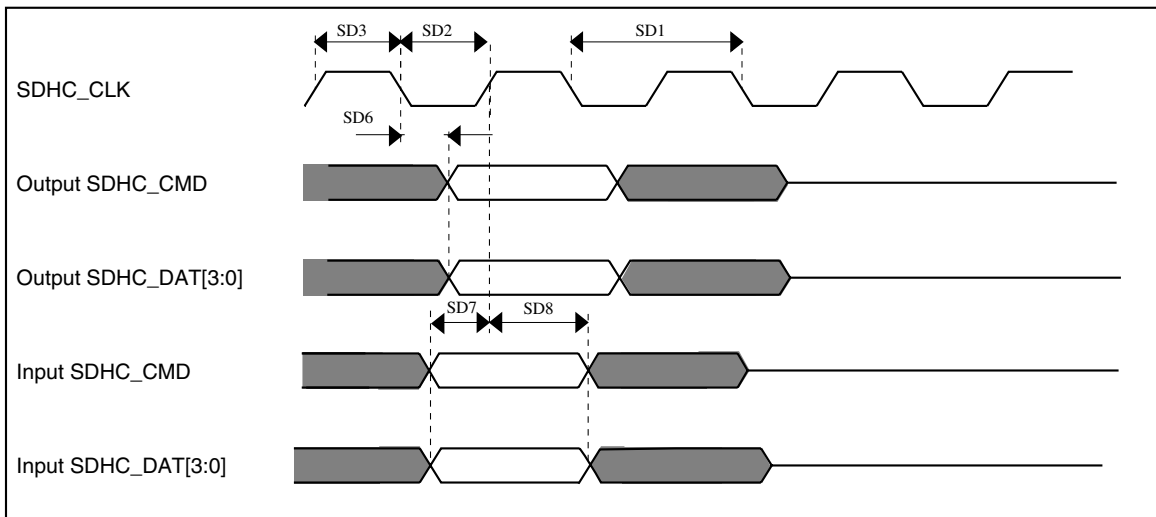 SD3 SD2 SD1
SDHC_CLK
SD6
Output SDHC_CMD
Output SDHC_DAT[3:0]
SD7 SD8
Input SDHC_CMD
Input SDHC_DAT[3:0]